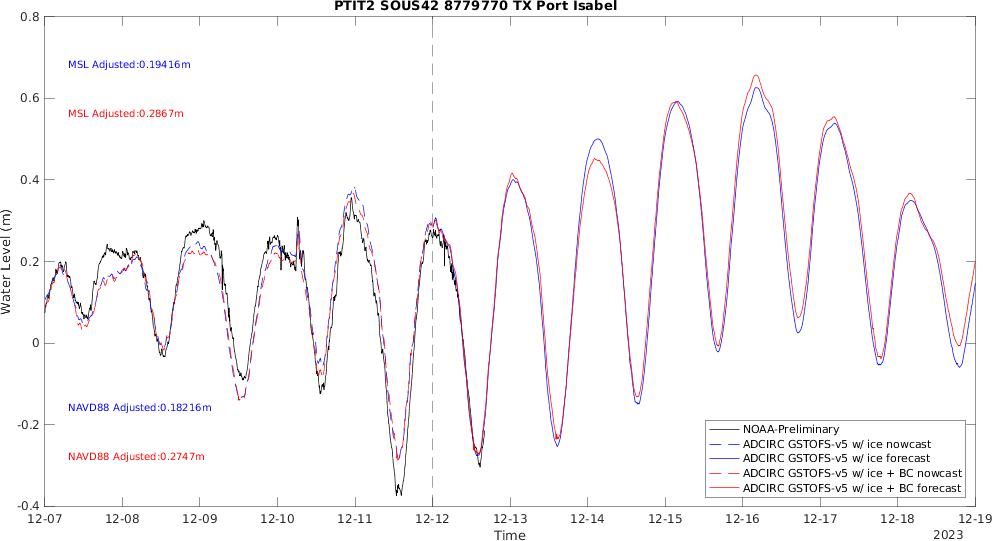 PTIT2 SOUS42 8779770 TX Port Isabel
0.8
0.6
0.4
0.2
0
-0.2
-0.4
Water Level (m)
MSL Adjusted:0.19416m
MSL Adjusted:0.2867m
NAVD88 Adjusted:0.18216m
NAVD88 Adjusted:0.2747m
NOAA-Preliminary
ADCIRC GSTOFS-v5 w/ ice nowcast
ADCIRC GSTOFS-v5 w/ ice forecast
ADCIRC GSTOFS-v5 w/ ice + BC nowcast
ADCIRC GSTOFS-v5 w/ ice + BC forecast
12-07 12-08 12-09 12-10 12-11 12-12 12-13 12-14 12-15 12-16 12-17 12-18 12-19
Time
2023